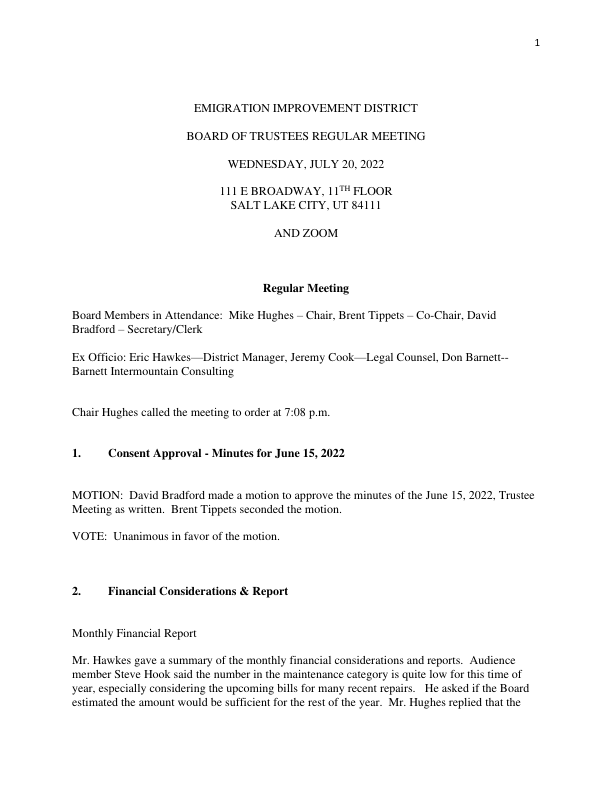 1
EMIGRATION IMPROVEMENT DISTRICT
BOARD OF TRUSTEES REGULAR MEETING
WEDNESDAY, JULY 20, 2022
111 E BROADWAY, 11TH FLOOR
SALT LAKE CITY, UT 84111
AND ZOOM
Regular Meeting
Board Members in Attendance:  Mike Hughes – Chair, Brent Tippets – Co-Chair, David
Bradford – Secretary/Clerk
Ex Officio: Eric Hawkes—District Manager, Jeremy Cook—Legal Counsel, Don Barnett--
Barnett Intermountain Consulting
Chair Hughes called the meeting to order at 7:08 p.m.
1. Consent Approval - Minutes for June 15, 2022
MOTION:  David Bradford made a motion to approve the minutes of the June 15, 2022, Trustee
Meeting as written.  Brent Tippets seconded the motion.
VOTE:  Unanimous in favor of the motion.
2. Financial Considerations & Report
Monthly Financial Report
Mr. Hawkes gave a summary of the monthly financial considerations and reports.  Audience
member Steve Hook said the number in the maintenance category is quite low for this time of
year, especially considering the upcoming bills for many recent repairs.   He asked if the Board
estimated the amount would be sufficient for the rest of the year.  Mr. Hughes replied that the